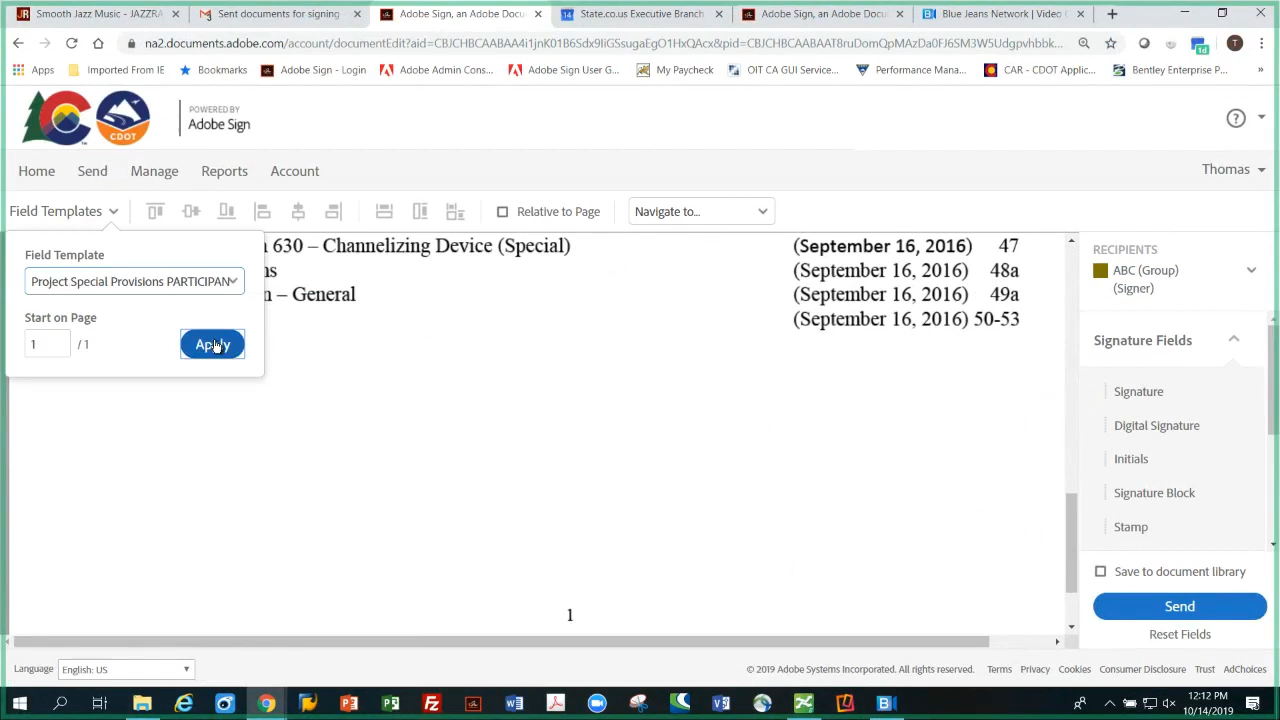 Smooth Jazz Music - JAZZRA
Sent documents for signing
Adobe Sign, an Adobe Docu
State.co.us Executive Branch
Adobe Sign, an Adobe Docu
Blue Jeans Network | Video C
na2.documents.adobe.com/account/documentEdit?aid=
Apps
Imported From IE
Bookmarks
Adobe Sign - Login
Adobe Admin Cons...
Adobe Sign User G...
My Paycheck
OIT CA GUI Service...
Performance Mana...
CAR - CDOT Applic...
Bentley Enterprise P...
CDOT
POWERED BY
Adobe Sign
Home
Send
Manage
Reports
Account
Thomas
Field Templates
Relative to Page
Navigate to...
Field Template
Project Special Provisions PARTICIPAN
Start on Page
1 / 1
Apply
630 – Channelizing Device (Special) (September 16, 2016) 47
ns (September 16, 2016) 48a
n – General (September 16, 2016) 49a
(September 16, 2016) 50-53
1
RECIPIENTS
ABC (Group)
(Signer)
Signature Fields
Signature
Digital Signature
Initials
Signature Block
Stamp
Save to document library
Send
Reset Fields
Language
English: US
© 2019 Adobe Systems Incorporated. All rights reserved.
Terms
Privacy
Cookies
Consumer Disclosure
Trust
AdChoices
12:12 PM
10/14/2019